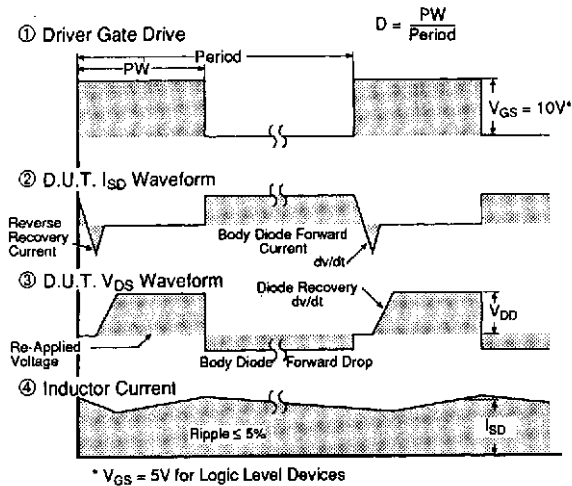 ① Driver Gate Drive
D = PW
Period
Period
PW
VGS = 10V*
② D.U.T. ISD Waveform
Reverse
Recovery
Current
Body Diode Forward
Current
dv/dt
③ D.U.T. VDS Waveform
Diode Recovery
dv/dt
VDD
Re-Applied
Voltage
Body Diode Forward Drop
④ Inductor Current
Ripple ≤ 5%
ISD
* VGS = 5V for Logic Level Devices